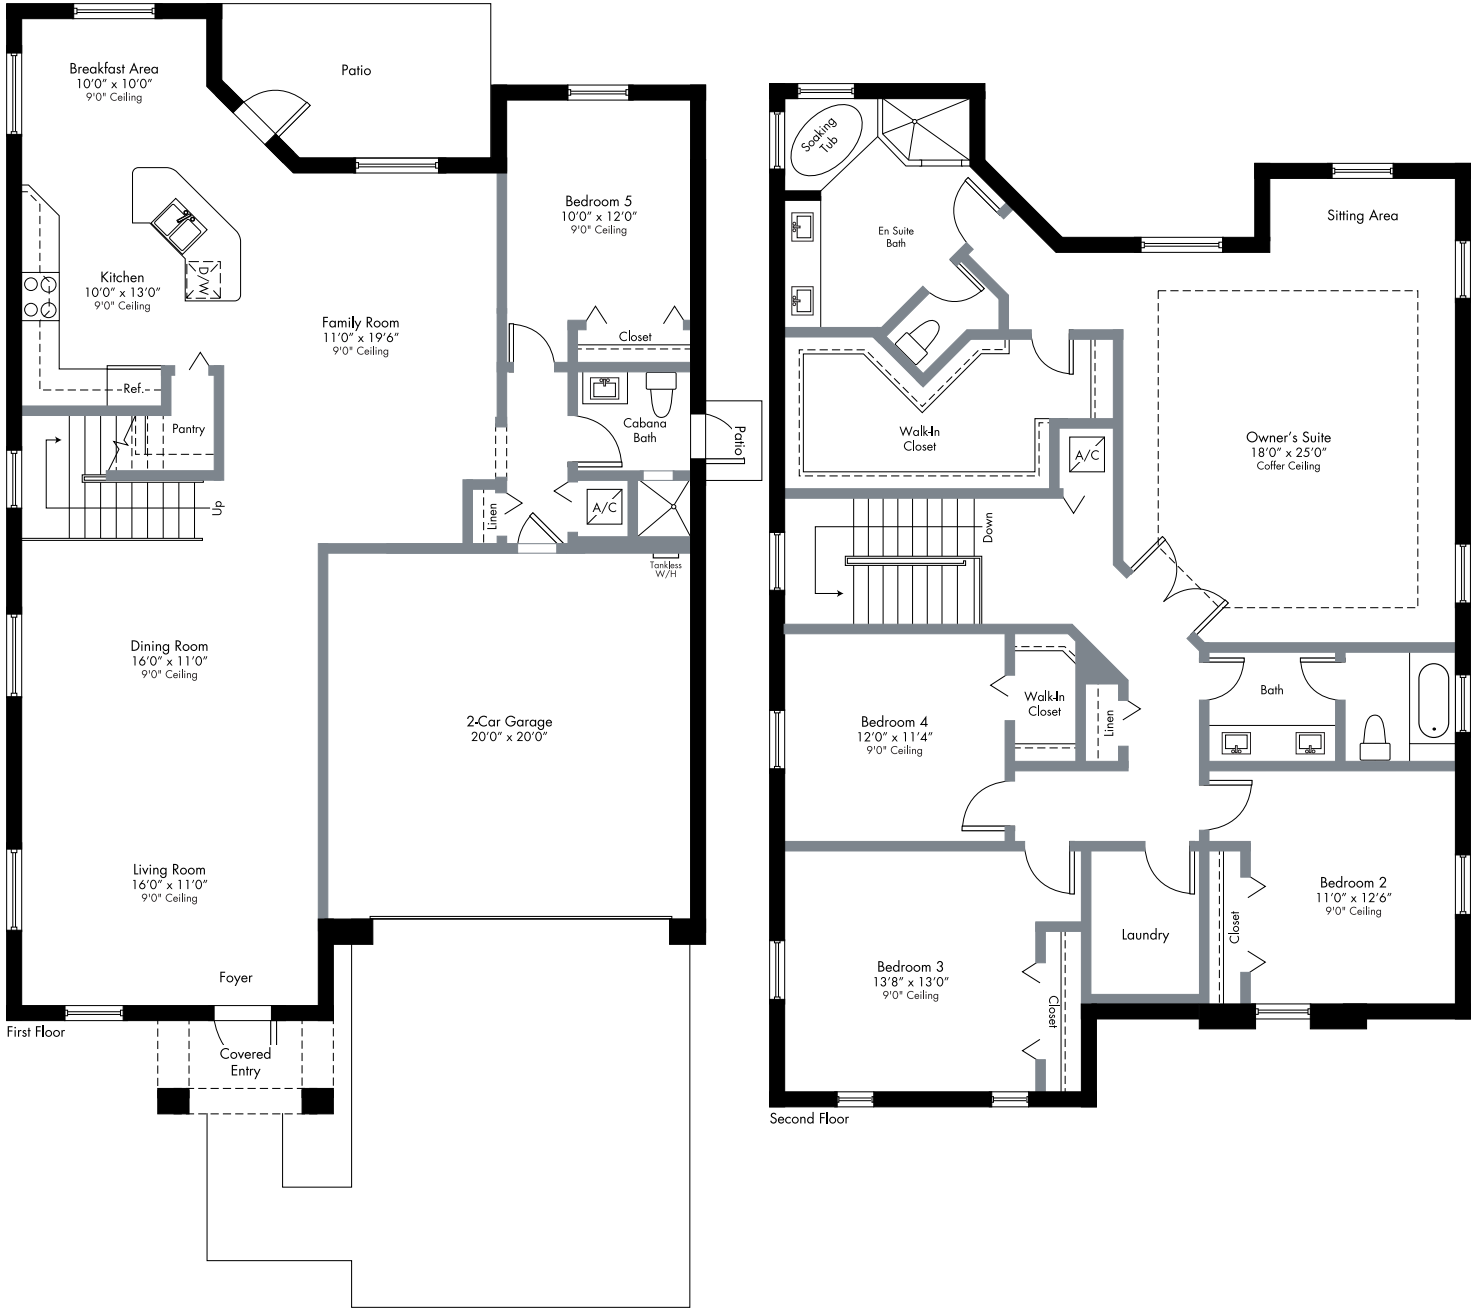 Breakfast Area
10'0" x 10'0"
9'0" Ceiling
Patio
Bedroom 5
10'0" x 12'0"
9'0" Ceiling
Kitchen
10'0" x 13'0"
9'0" Ceiling
D/W
Family Room
11'0" x 19'6"
9'0" Ceiling
Closet
Ref.
Pantry
Cabana
Bath
Patio
Up
Linen
A/C
Tankless
W/H
Dining Room
16'0" x 11'0"
9'0" Ceiling
2-Car Garage
20'0" x 20'0"
Living Room
16'0" x 11'0"
9'0" Ceiling
Foyer
First Floor
Covered
Entry
Soaking
Tub
En Suite
Bath
Sitting Area
Walk-In
Closet
A/C
Owner's Suite
18'0" x 25'0"
Coffer Ceiling
Down
Bedroom 4
12'0" x 11'4"
9'0" Ceiling
Walk-In
Closet
Linen
Bath
Bedroom 3
13'8" x 13'0"
9'0" Ceiling
Closet
Laundry
Closet
Bedroom 2
11'0" x 12'6"
9'0" Ceiling
Second Floor